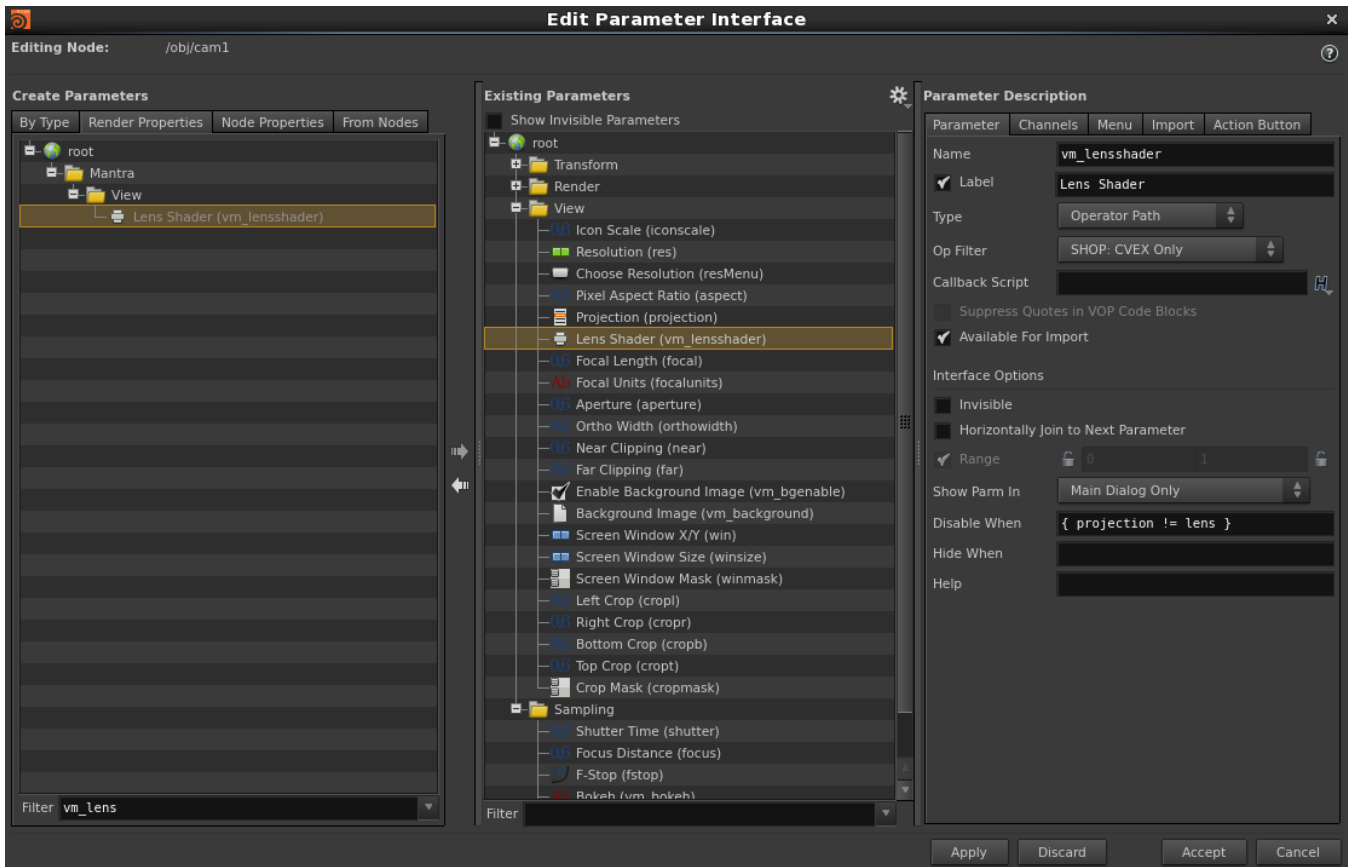 Edit Parameter Interface
Editing Node: /obj/cam1
Create Parameters
By Type Render Properties Node Properties From Nodes
root
Mantra
View
Lens Shader (vm_lensshader)
Filter vm_lens
Existing Parameters
Show Invisible Parameters
root
Transform
Render
View
Icon Scale (iconscale)
Resolution (res)
Choose Resolution (resMenu)
Pixel Aspect Ratio (aspect)
Projection (projection)
Lens Shader (vm_lensshader)
Focal Length (focal)
Focal Units (focalunits)
Aperture (aperture)
Ortho Width (orthowidth)
Near Clipping (near)
Far Clipping (far)
Enable Background Image (vm_bgenable)
Background Image (vm_background)
Screen Window X/Y (win)
Screen Window Size (winsize)
Screen Window Mask (winmask)
Left Crop (cropl)
Right Crop (cropr)
Bottom Crop (cropb)
Top Crop (cropt)
Crop Mask (cropmask)
Sampling
Shutter Time (shutter)
Focus Distance (focus)
F-Stop (fstop)
Bokeh (vm_bokeh)
Filter
Parameter Description
Parameter Channels Menu Import Action Button
Name vm_lensshader
Label Lens Shader
Type Operator Path
Op Filter SHOP: CVEX Only
Callback Script
Suppress Quotes in VOP Code Blocks
Available For Import
Interface Options
Invisible
Horizontally Join to Next Parameter
Range 0 1
Show Parm In Main Dialog Only
Disable When { projection != lens }
Hide When
Help
Apply Discard Accept Cancel